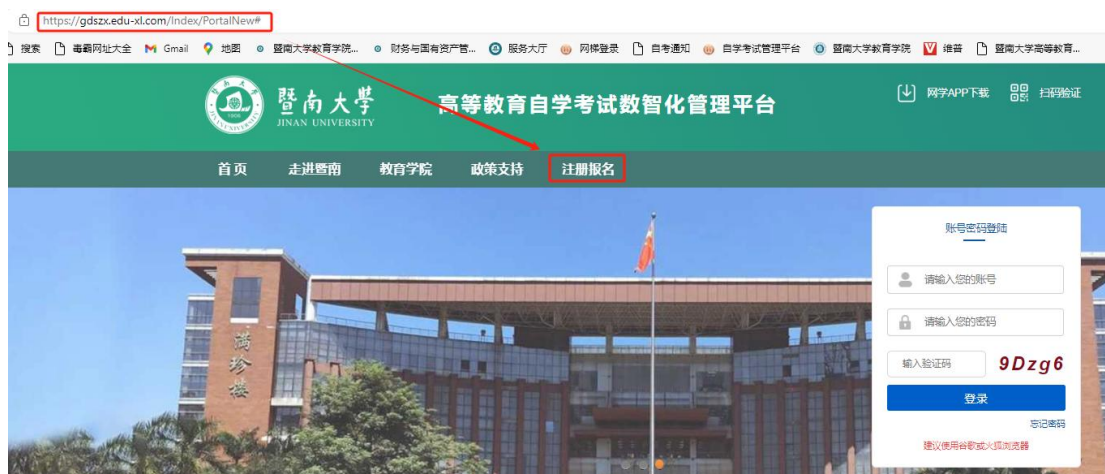 https://gdszx.edu-xl.com/Index/PortalNew#
搜索 毒霸网址大全 Gmail 地图 暨南大学教育学院... 财务与国有资产管... 服务大厅 网梯登录 自考通知 自学考试管理平台 暨南大学教育学院 维普 暨南大学高等教育...
暨南大學 高等教育自学考试数智化管理平台 网学APP下载 扫码验证
JINAN UNIVERSITY
1906
首页 走进暨南 教育学院 政策支持 注册报名
账号密码登陆
请输入您的账号
请输入您的密码
输入验证码 9Dzg6
登录
忘记密码
建议使用谷歌或火狐浏览器
满珍楼